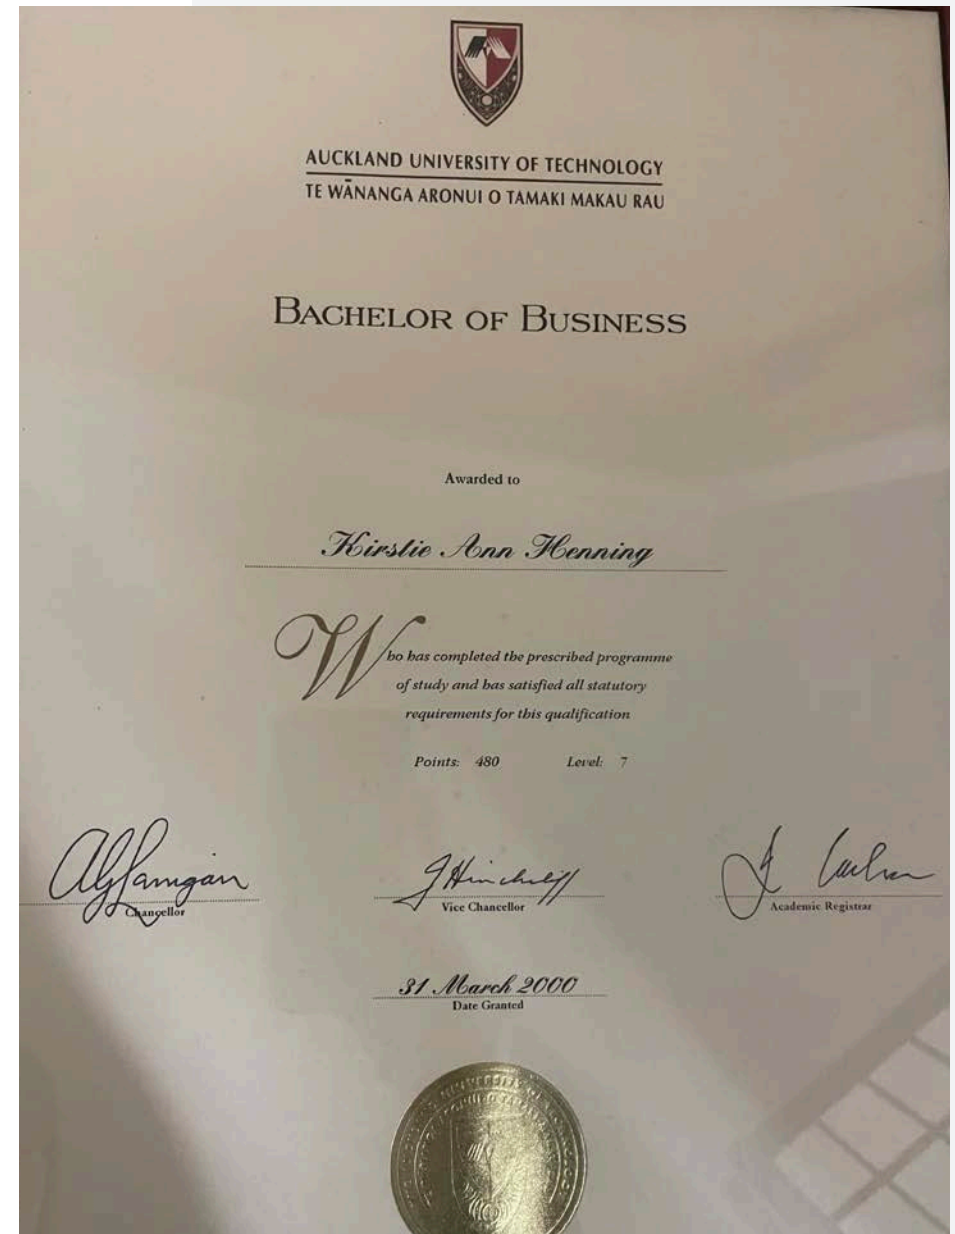 AUCKLAND UNIVERSITY OF TECHNOLOGY
TE WĀNANGA ARONUI O TAMAKI MAKAU RAU
BACHELOR OF BUSINESS
Awarded to
Kirstie Ann Henning
Who has completed the prescribed programme
of study and has satisfied all statutory
requirements for this qualification
Points: 480 Level: 7
Chancellor
Vice Chancellor
Academic Registrar
31 March 2000
Date Granted